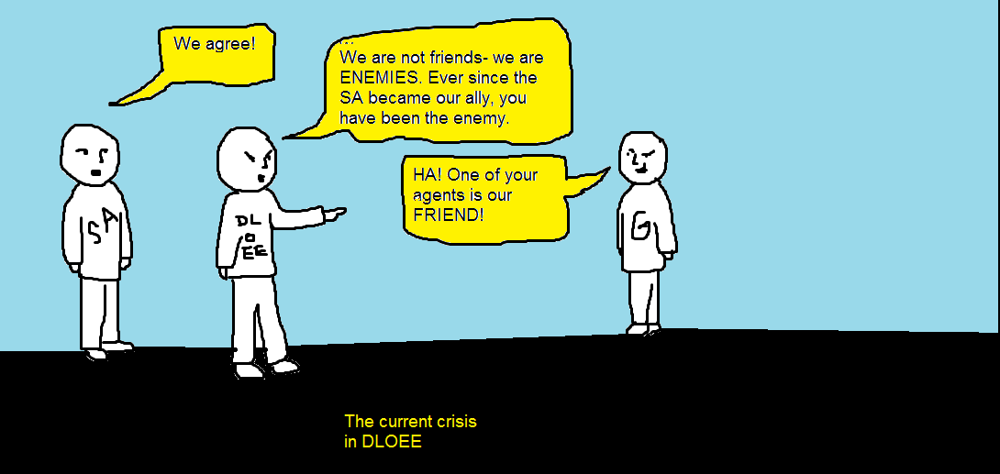 We agree!
...
We are not friends- we are
ENEMIES. Ever since the
SA became our ally, you
have been the enemy.
HA! One of your
agents is our
FRIEND!
SA
DL
O
EE
G
The current crisis
in DLOEE